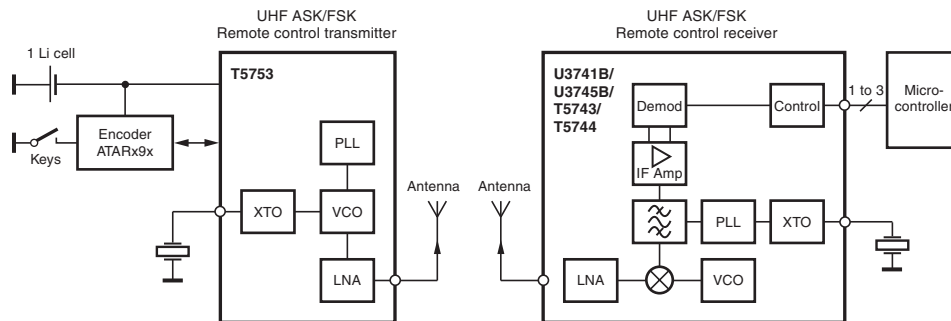 UHF ASK/FSK
Remote control transmitter
UHF ASK/FSK
Remote control receiver
1 Li cell
T5753
U3741B/
U3745B/
T5743/
T5744
Demod
Control
1 to 3
Micro-
controller
Encoder
ATARx9x
Keys
PLL
IF Amp
Antenna
Antenna
XTO
VCO
PLL
XTO
LNA
LNA
VCO